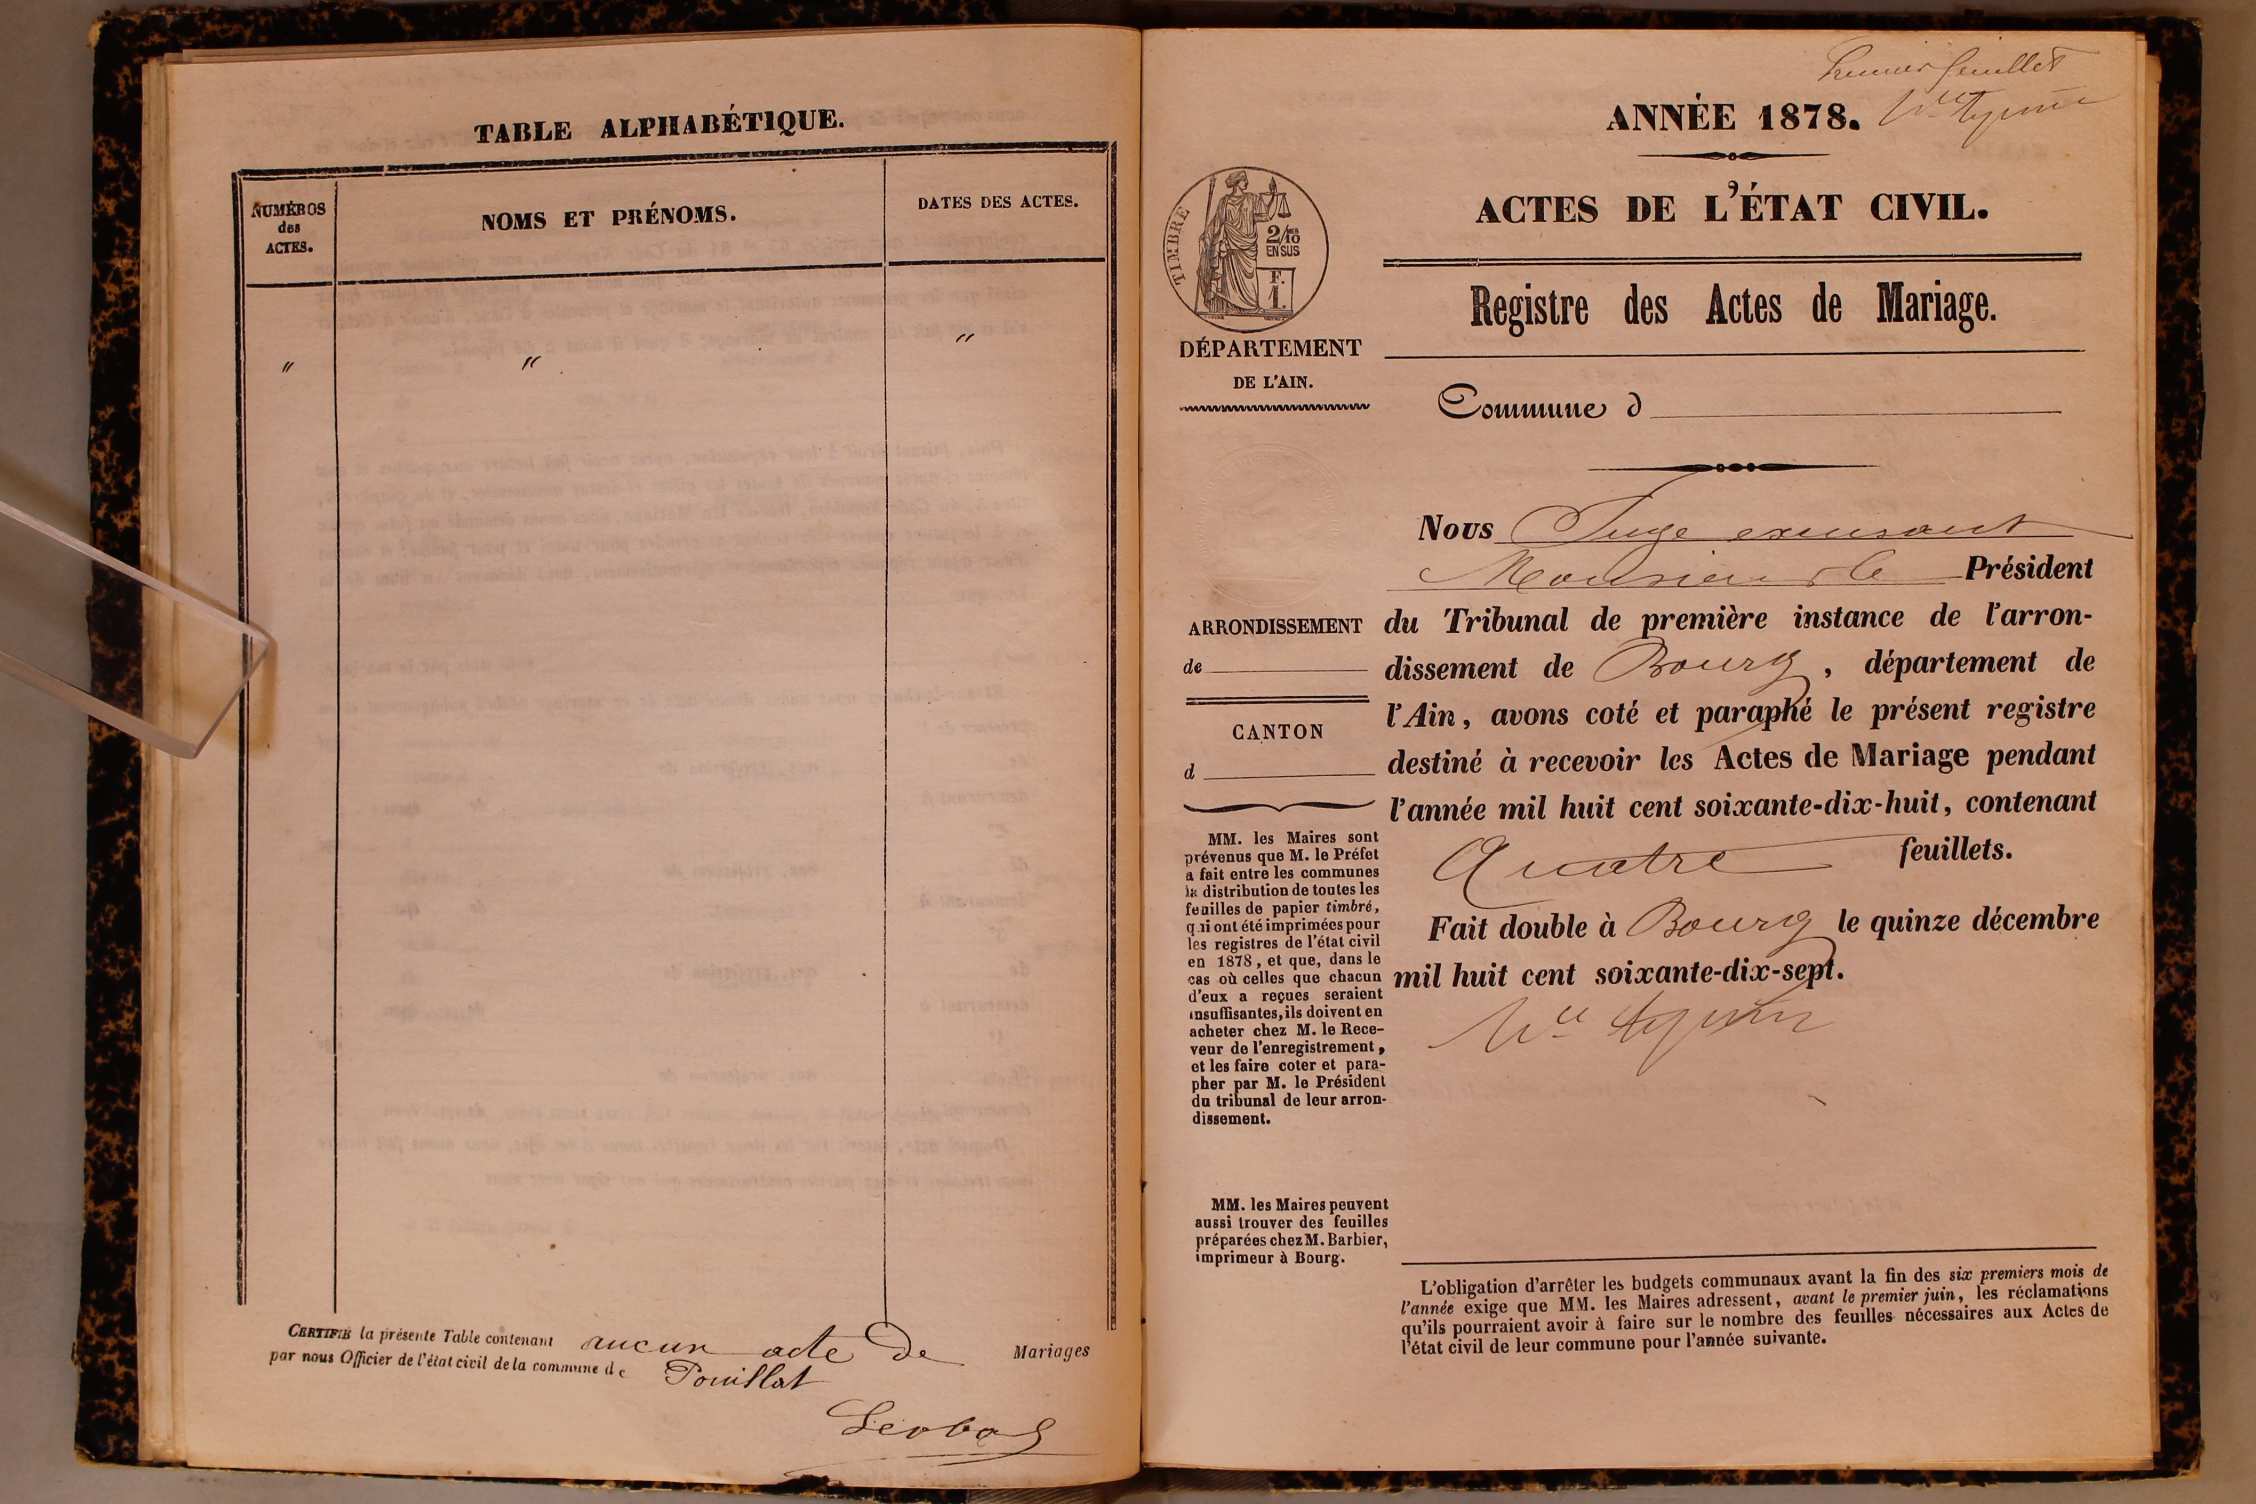 TABLE ALPHABÉTIQUE.
NUMÉROS
des
ACTES.
NOMS ET PRÉNOMS.
DATES DES ACTES.
" " "
CERTIFIÉ la présente Table contenant aucun acte de Mariages
par nous Officier de l'état civil de la commune de Pouillat
Premier feuillet
ANNÉE 1878.
ACTES DE L'ÉTAT CIVIL.
Registre des Actes de Mariage.
TIMBRE
2/10
EN SUS
F.
1.
DÉPARTEMENT
DE L'AIN.
Commune d
Nous Juge exerçant
Monsieur le Président
du Tribunal de première instance de l'arron-
dissement de Bourg, département de
l'Ain, avons coté et paraphé le présent registre
destiné à recevoir les Actes de Mariage pendant
l'année mil huit cent soixante-dix-huit, contenant
Quatre feuillets.
Fait double à Bourg le quinze décembre
mil huit cent soixante-dix-sept.
ARRONDISSEMENT
de
CANTON
d
MM. les Maires sont
prévenus que M. le Préfet
a fait entre les communes
la distribution de toutes les
feuilles de papier timbré,
qui ont été imprimées pour
les registres de l'état civil
en 1878, et que, dans le
cas où celles que chacun
d'eux a reçues seraient
insuffisantes, ils doivent en
acheter chez M. le Rece-
veur de l'enregistrement,
et les faire coter et para-
pher par M. le Président
du tribunal de leur arron-
dissement.
MM. les Maires peuvent
aussi trouver des feuilles
préparées chez M. Barbier,
imprimeur à Bourg.
L'obligation d'arrêter les budgets communaux avant la fin des six premiers mois de
l'année exige que MM. les Maires adressent, avant le premier juin, les réclamations
qu'ils pourraient avoir à faire sur le nombre des feuilles nécessaires aux Actes de
l'état civil de leur commune pour l'année suivante.